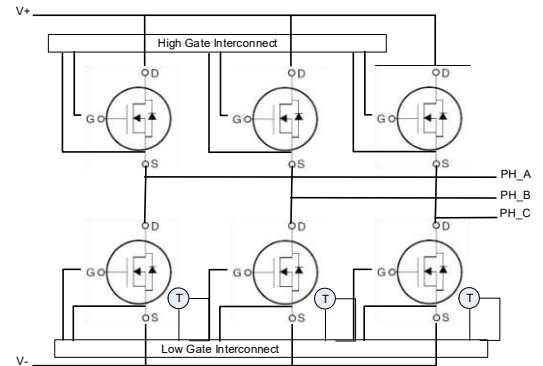 V+
High Gate Interconnect
D D D
G G G
S S S
PH_A
PH_B
PH_C
D D D
G G G
T T T
S S S
Low Gate Interconnect
V-